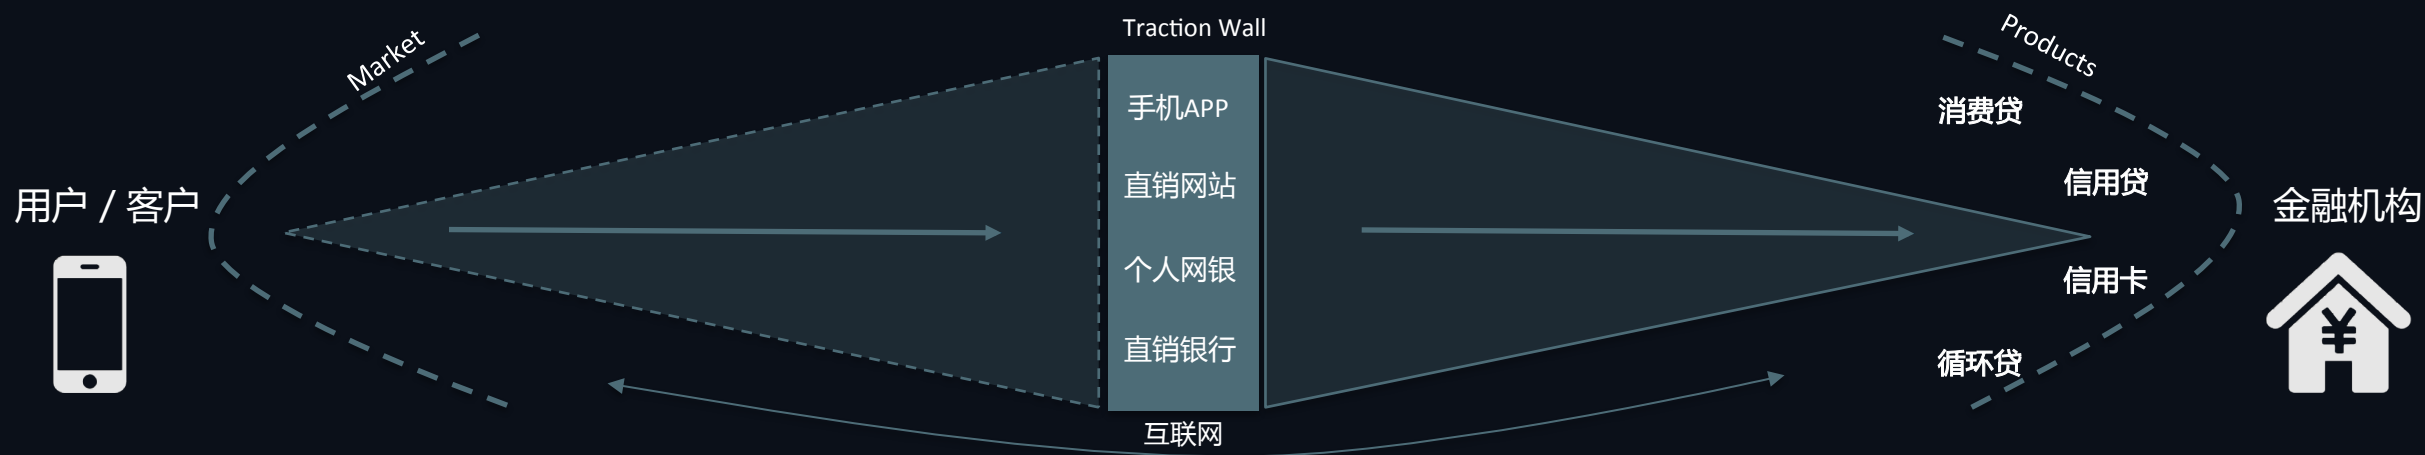 Traction Wall
Market
Products
手机APP
消费贷
直销网站
信用贷
用户 / 客户
金融机构
个人网银
信用卡
¥
直销银行
循环贷
互联网